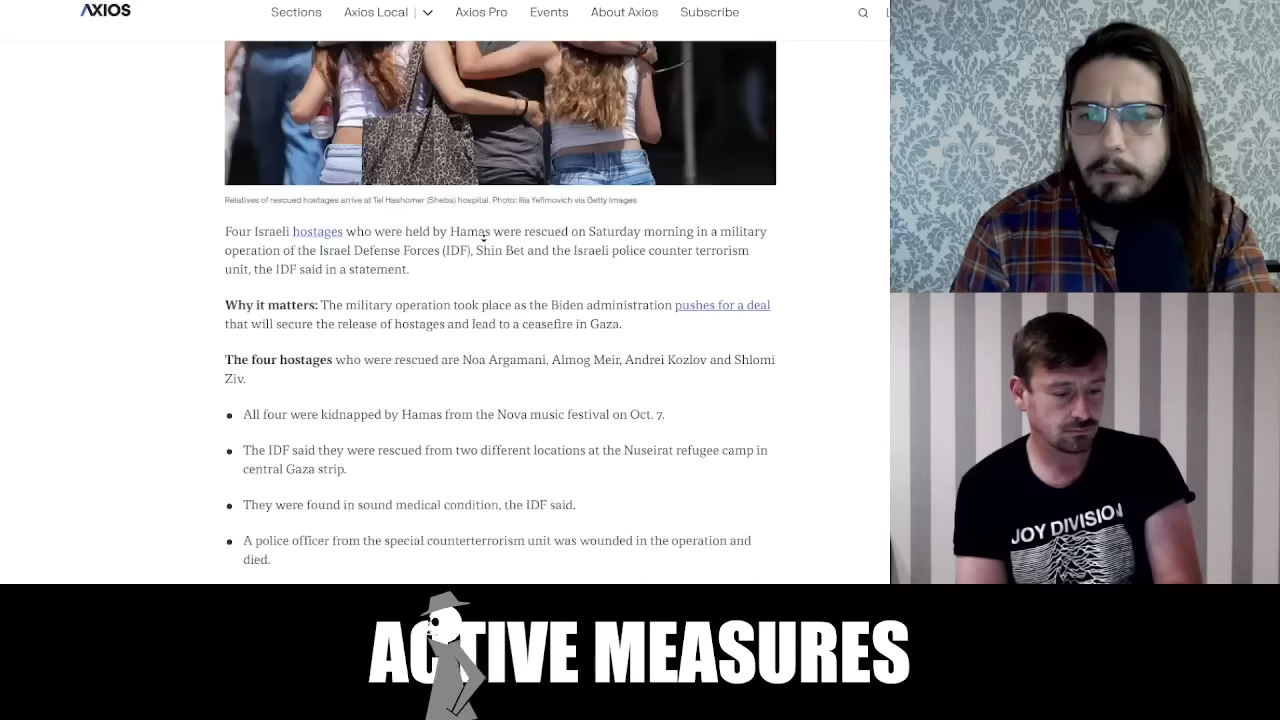 AXIOS
Sections
Axios Local
Axios Pro
Events
About Axios
Subscribe
Relatives of rescued hostages arrive at Tel Hashomer (Sheba) hospital. Photo: Ilia Yefimovich via Getty Images
Four Israeli hostages who were held by Hamas were rescued on Saturday morning in a military
operation of the Israel Defense Forces (IDF), Shin Bet and the Israeli police counter terrorism
unit, the IDF said in a statement.
Why it matters: The military operation took place as the Biden administration pushes for a deal
that will secure the release of hostages and lead to a ceasefire in Gaza.
The four hostages who were rescued are Noa Argamani, Almog Meir, Andrei Kozlov and Shlomi
Ziv.
All four were kidnapped by Hamas from the Nova music festival on Oct. 7.
The IDF said they were rescued from two different locations at the Nuseirat refugee camp in
central Gaza strip.
They were found in sound medical condition, the IDF said.
A police officer from the special counterterrorism unit was wounded in the operation and
died.
JOY DIVISION
ACTIVE MEASURES